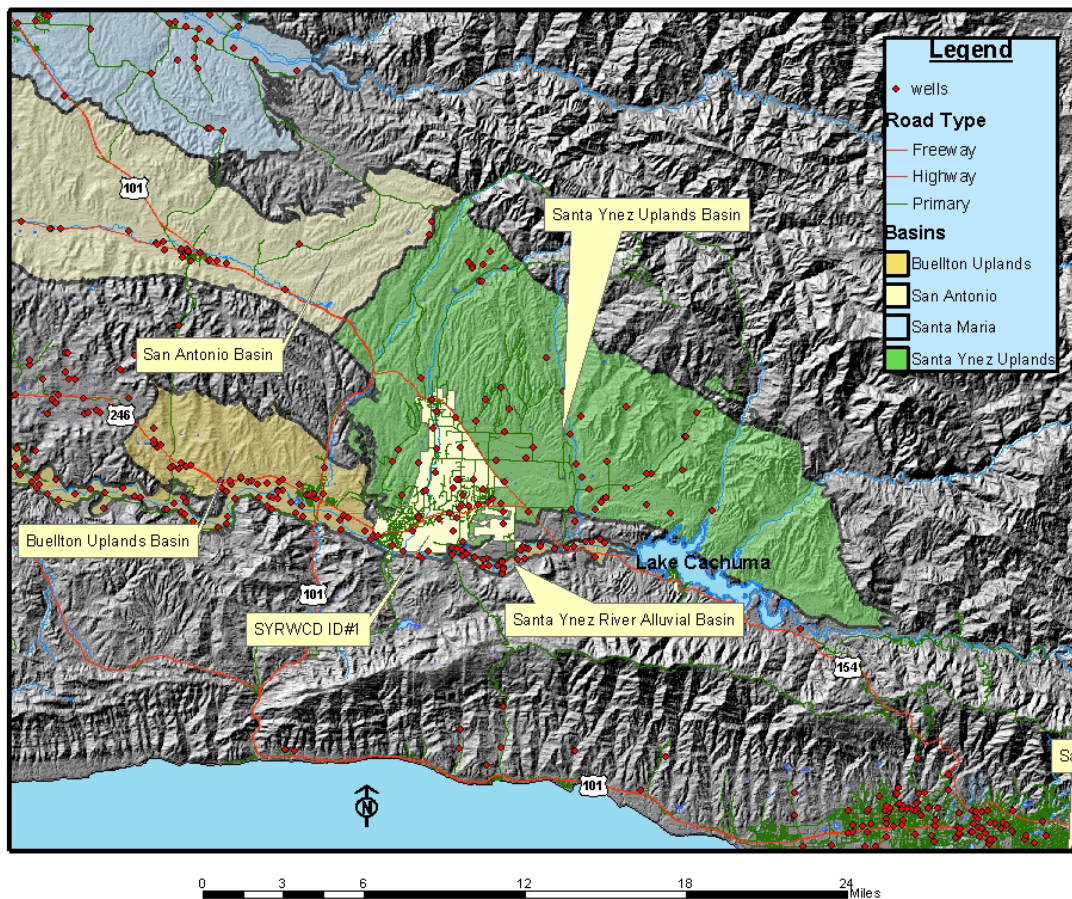 Legend
wells
Road Type
Freeway
Highway
Primary
Basins
Buellton Uplands
San Antonio
Santa Maria
Santa Ynez Uplands
101
Santa Ynez Uplands Basin
San Antonio Basin
246
Buellton Uplands Basin
Lake Cachuma
101
SYRWCD ID#1
Santa Ynez River Alluvial Basin
154
Sa
101
N
0 3 6 12 18 24
Miles